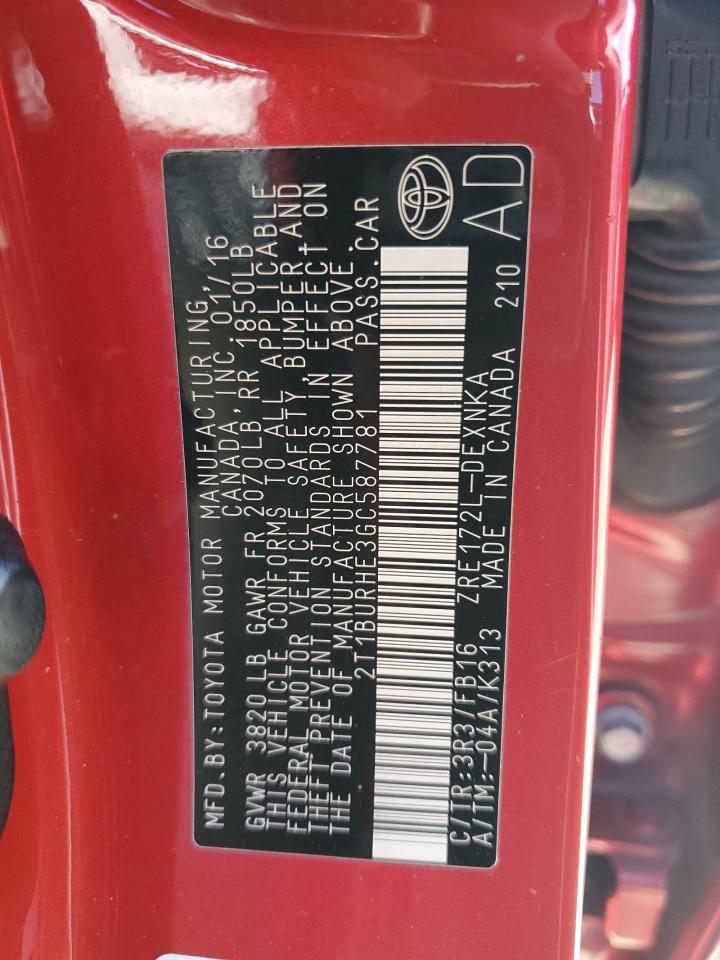 MFD.BY:TOYOTA MOTOR MANUFACTURING,
CANADA,INC.01/16
GVWR 3820LB GAWR FR 2070LB RR 1850LB
THIS VEHICLE CONFORMS TO ALL APPLICABLE
FEDERAL MOTOR VEHICLE SAFETY, BUMPER, AND
THEFT PREVENTION STANDARDS IN EFFECT ON
THE DATE OF MANUFACTURE SHOWN ABOVE.
2T1BURHE3GC587781 PASS.CAR
C/TR:3R3/FB16 ZRE172L-DEXNKA 210
A/TM:-04A/K313 MADE IN CANADA
AD